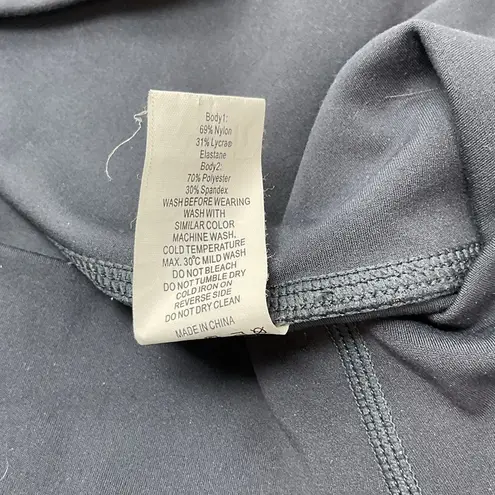 Body1:
69% Nylon
31% Lycra®
Elastane
Body2:
70% Polyester
30% Spandex
WASH BEFORE WEARING
WASH WITH
SIMILAR COLOR
MACHINE WASH.
COLD TEMPERATURE
MAX. 30°C MILD WASH
DO NOT BLEACH
DO NOT TUMBLE DRY
COLD IRON ON
REVERSE SIDE
DO NOT DRY CLEAN
MADE IN CHINA